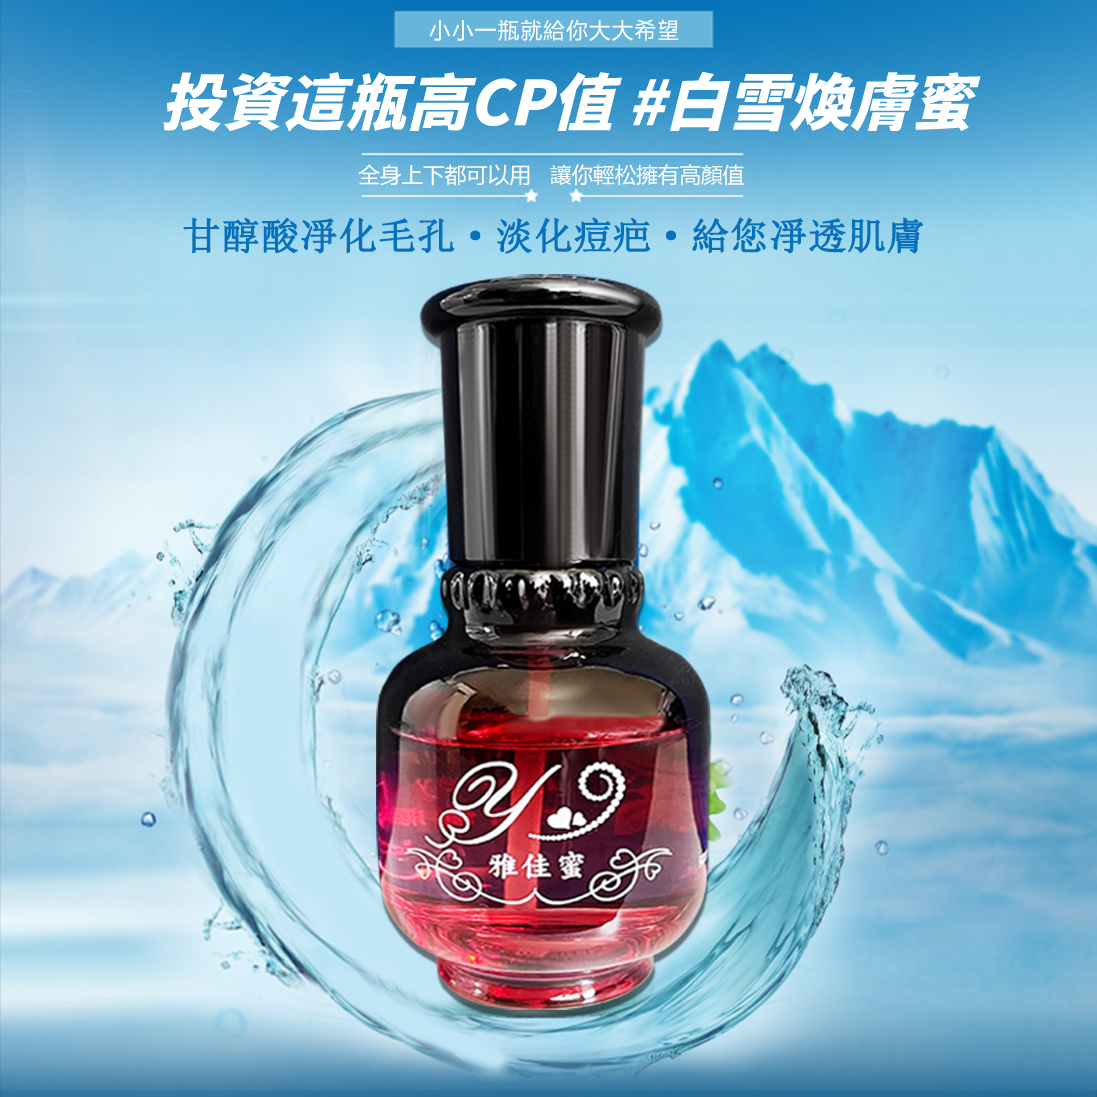 小小一瓶就給你大大希望
投資這瓶高CP值 #白雪煥膚蜜
全身上下都可以用 讓你輕松擁有高顏值
甘醇酸淨化毛孔・淡化痘疤・給您淨透肌膚
Y
雅佳蜜